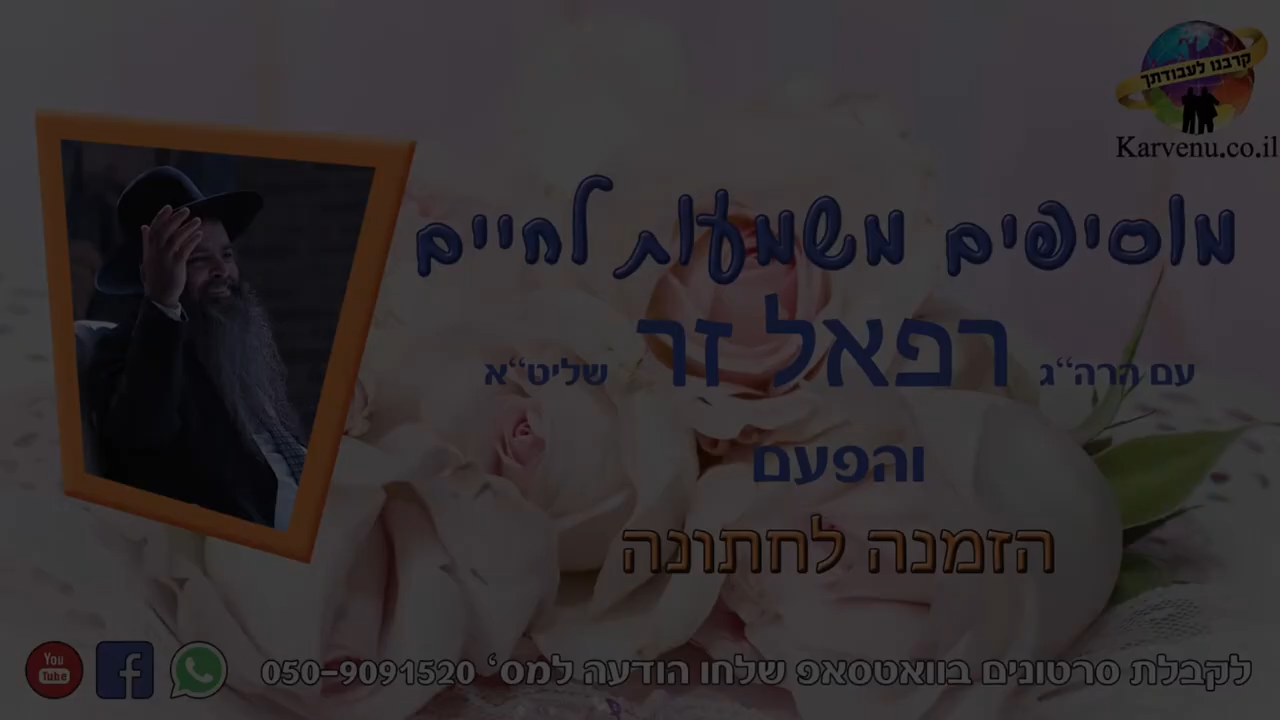 קרבנו לעבודתך
Karvenu.co.il
מוסיפים משמעות לחיים
עם הרה"ג רפאל זר שליט"א
והפעם
הזמנה לחתונה
You
Tube
לקבלת סרטונים בוואטסאפ שלחו הודעה למס' 050-9091520